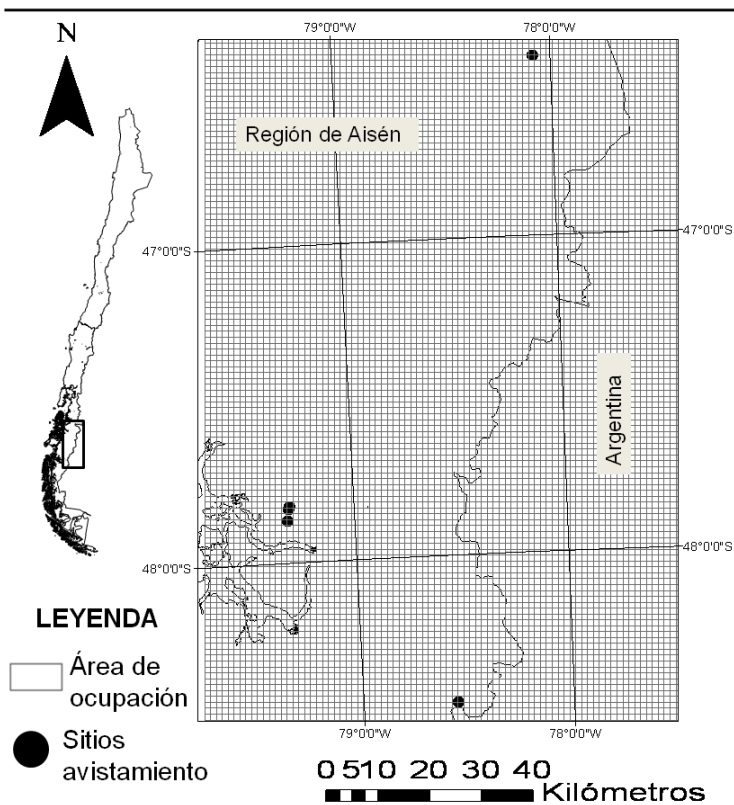 79°0'0"W 78°0'0"W
N
Región de Aisén
47°0'0"S 47°0'0"S
Argentina
48°0'0"S 48°0'0"S
LEYENDA
Área de
ocupación
Sitios
avistamiento
79°0'0"W 78°0'0"W
0 5 10 20 30 40
Kilómetros